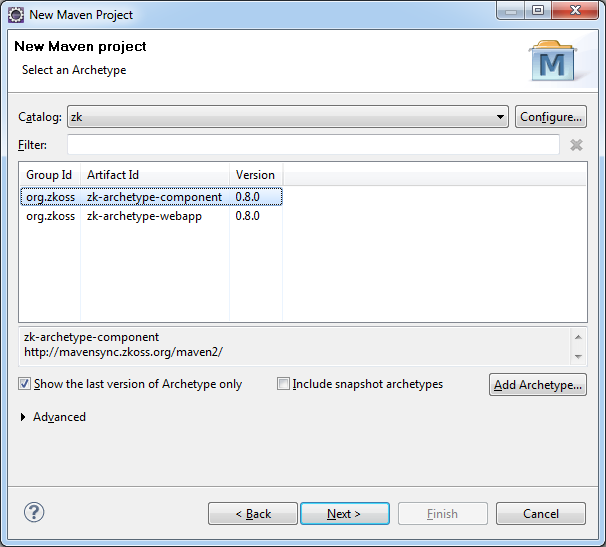 New Maven Project
New Maven project
Select an Archetype
M
Catalog: zk Configure...
Filter:
Group Id Artifact Id Version
org.zkoss zk-archetype-component 0.8.0
org.zkoss zk-archetype-webapp 0.8.0
zk-archetype-component
http://mavensync.zkoss.org/maven2/
Show the last version of Archetype only Include snapshot archetypes Add Archetype...
Advanced
? < Back Next > Finish Cancel